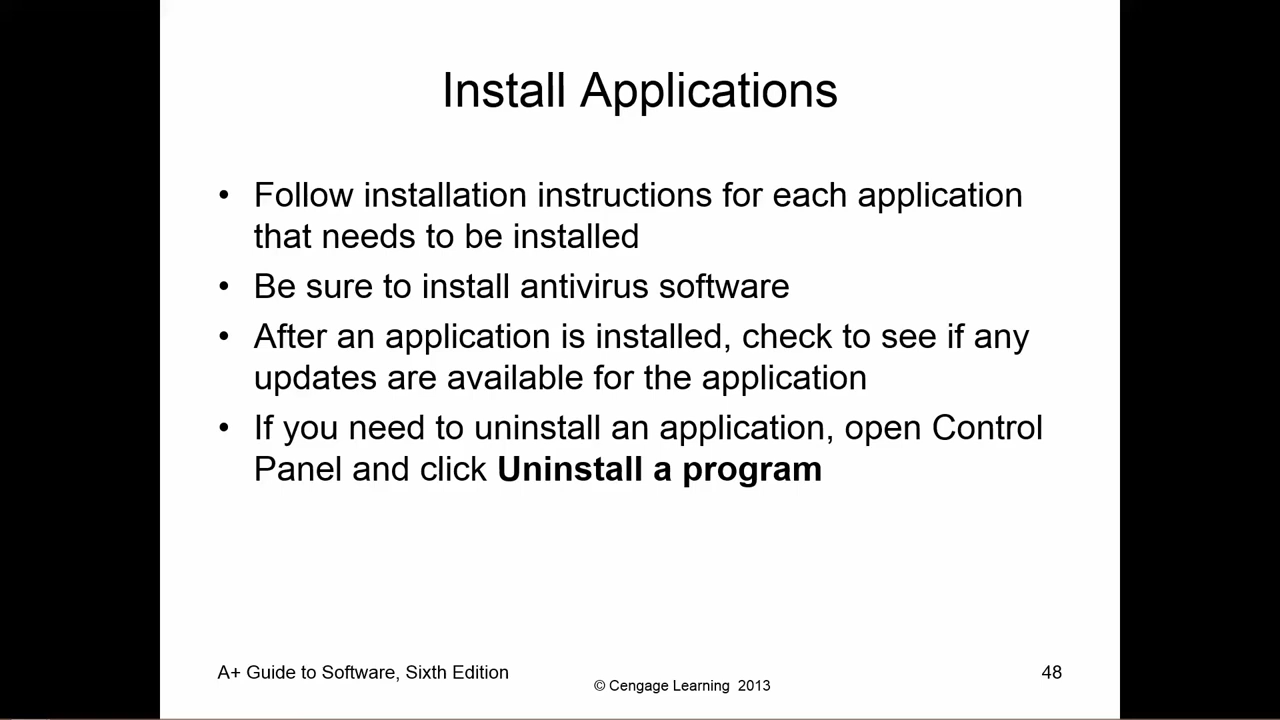 Install Applications
• Follow installation instructions for each application
that needs to be installed
• Be sure to install antivirus software
• After an application is installed, check to see if any
updates are available for the application
• If you need to uninstall an application, open Control
Panel and click Uninstall a program
A+ Guide to Software, Sixth Edition
© Cengage Learning 2013
48